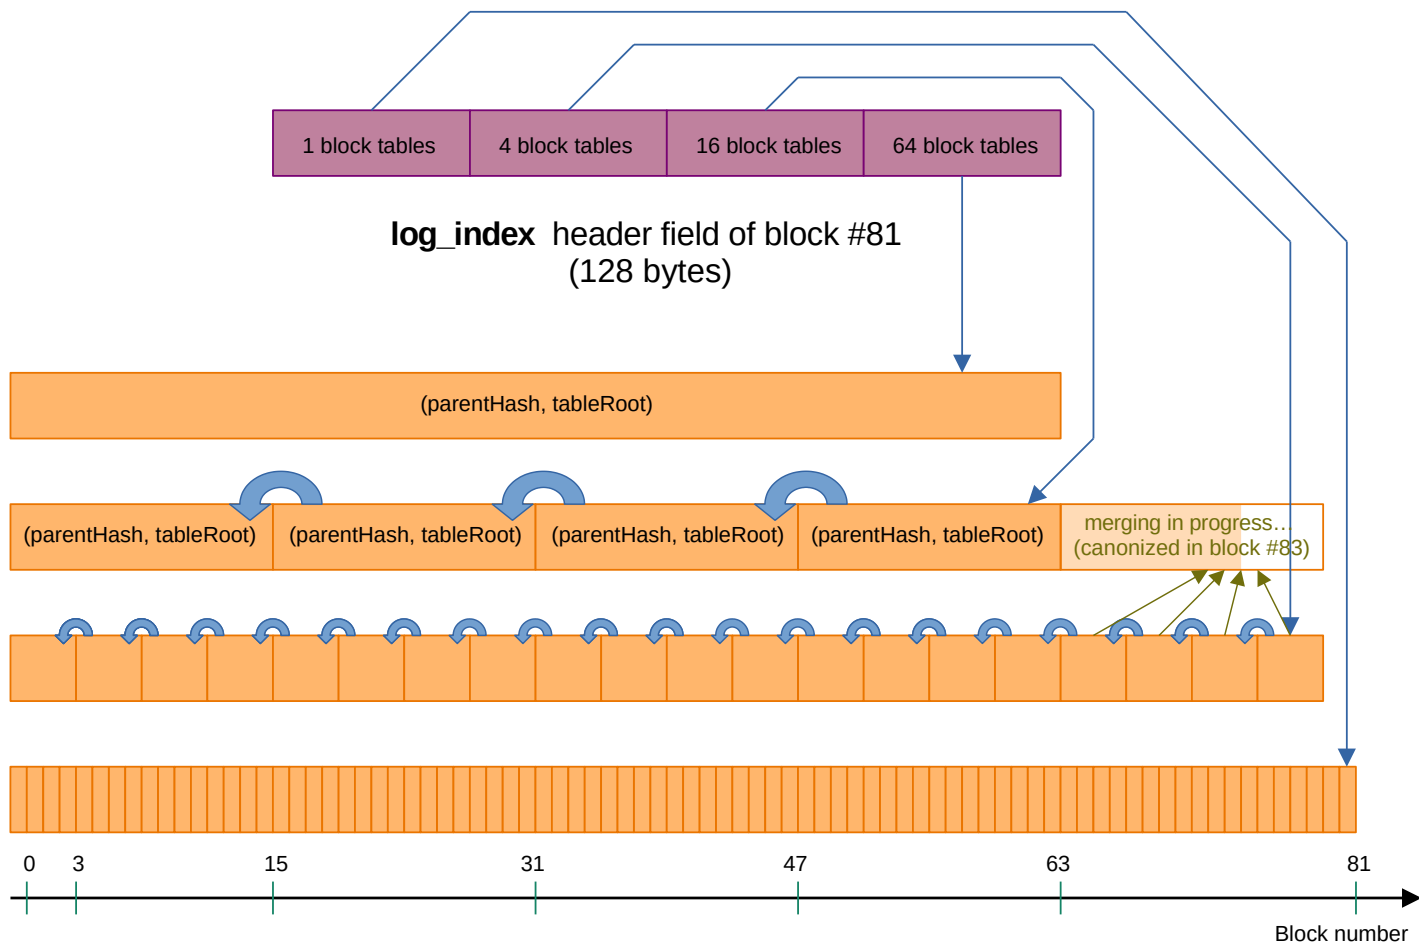 1 block tables
4 block tables
16 block tables
64 block tables
log_index header field of block #81
(128 bytes)
(parentHash, tableRoot)
(parentHash, tableRoot)
(parentHash, tableRoot)
(parentHash, tableRoot)
(parentHash, tableRoot)
merging in progress...
(canonized in block #83)
0
3
15
31
47
63
81
Block number